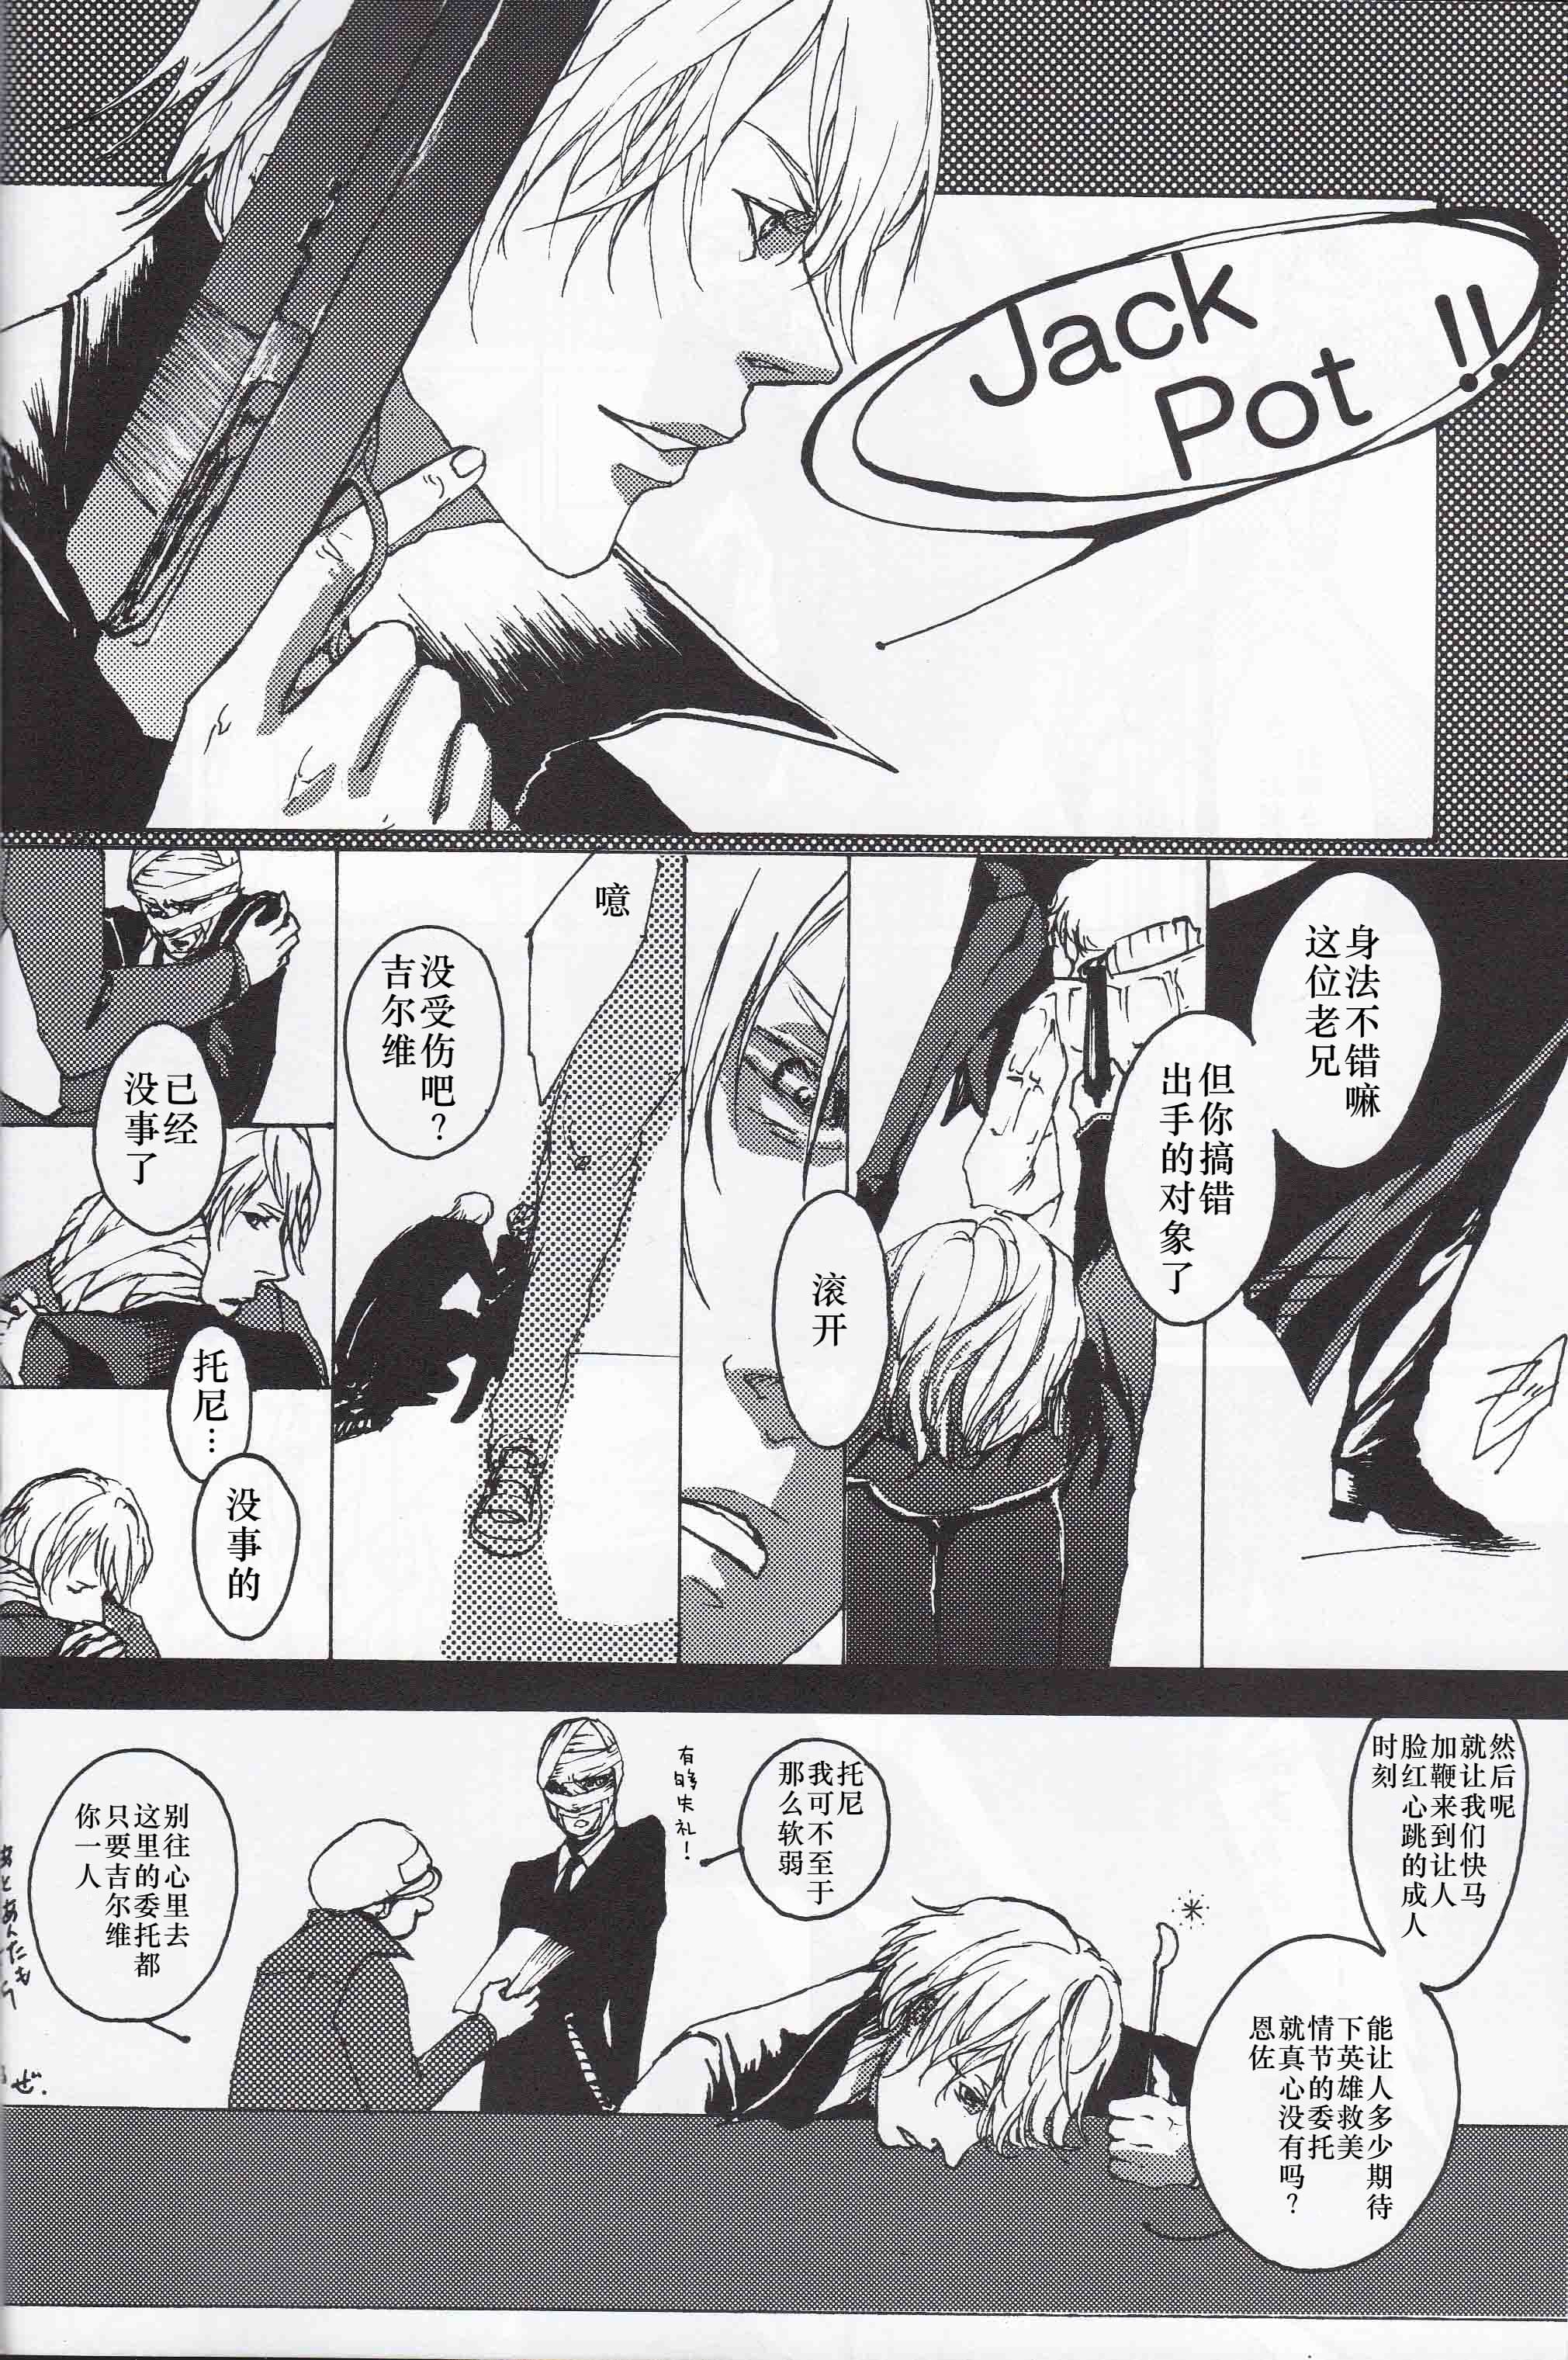 Jack
Pot !!
身法不错嘛
这位老兄
但你搞错
出手的对象了
滚开
噫
没受伤吧？
吉尔维
已经
没事了
托尼…
没事的
然后呢
就让我们快马
加鞭来到让人
脸红心跳的成人
时刻
能让人多少期待
下英雄救美
情节的委托
就真心没有吗？
恩佐
托尼
我可不至于
那么软弱
有够失礼！
别往心里去
这里的委托都
只要吉尔维
你一人
ぜ.